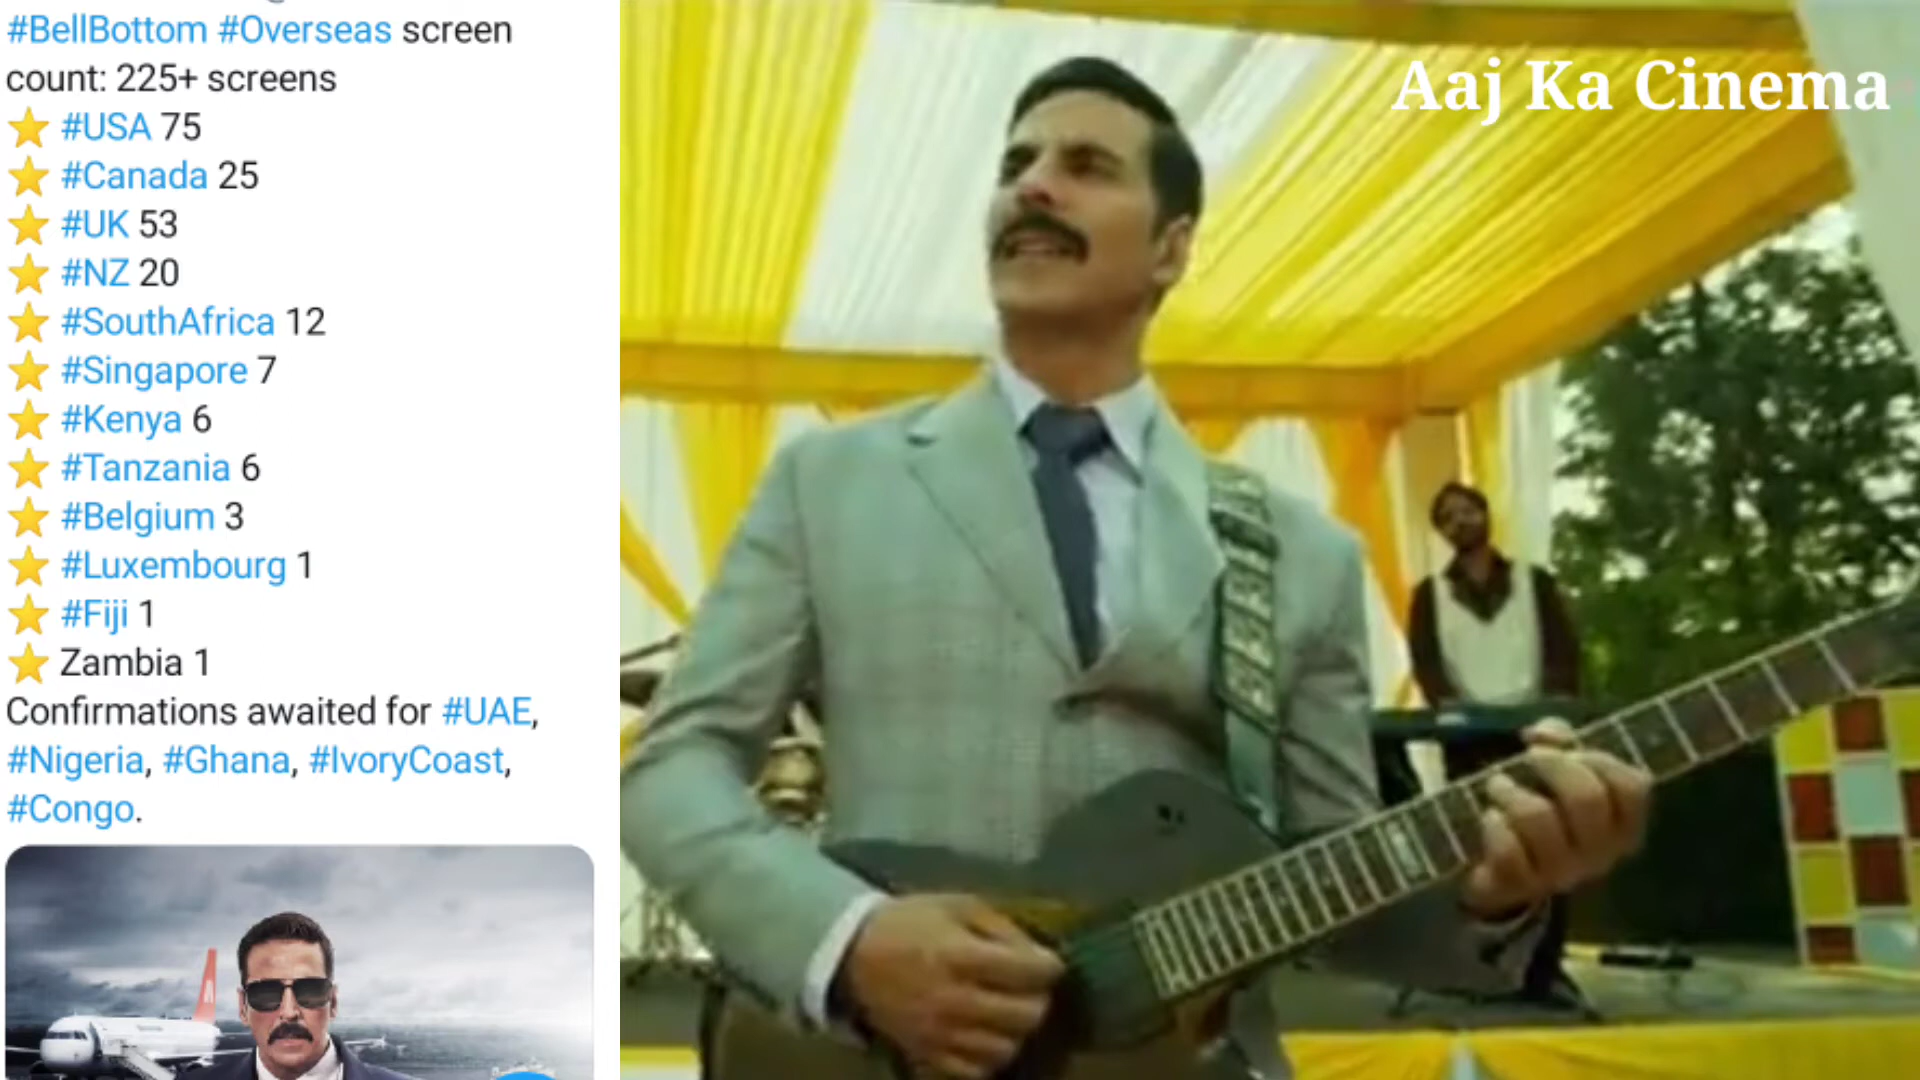 #BellBottom #Overseas screen
count: 225+ screens
⭐ #USA 75
⭐ #Canada 25
⭐ #UK 53
⭐ #NZ 20
⭐ #SouthAfrica 12
⭐ #Singapore 7
⭐ #Kenya 6
⭐ #Tanzania 6
⭐ #Belgium 3
⭐ #Luxembourg 1
⭐ #Fiji 1
⭐ Zambia 1
Confirmations awaited for #UAE,
#Nigeria, #Ghana, #IvoryCoast,
#Congo.
Aaj Ka Cinema